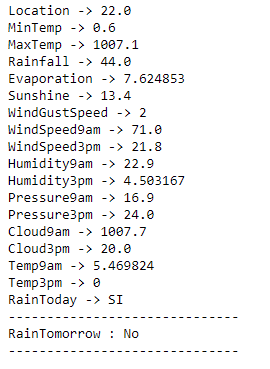 Location -> 22.0
MinTemp -> 0.6
MaxTemp -> 1007.1
Rainfall -> 44.0
Evaporation -> 7.624853
Sunshine -> 13.4
WindGustSpeed -> 2
WindSpeed9am -> 71.0
WindSpeed3pm -> 21.8
Humidity9am -> 22.9
Humidity3pm -> 4.503167
Pressure9am -> 16.9
Pressure3pm -> 24.0
Cloud9am -> 1007.7
Cloud3pm -> 20.0
Temp9am -> 5.469824
Temp3pm -> 0
RainToday -> SI
------------------------------
RainTomorrow : No
------------------------------